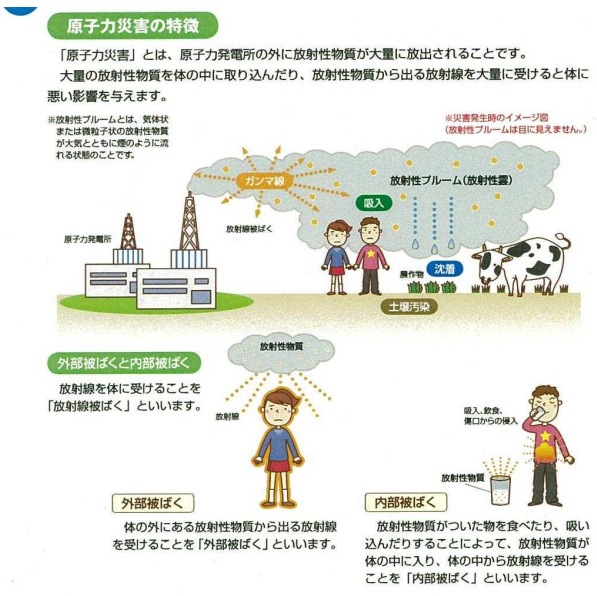 原子力災害の特徴
「原子力災害」とは、原子力発電所の外に放射性物質が大量に放出されることです。
大量の放射性物質を体の中に取り込んだり、放射性物質から出る放射線を大量に受けると体に
悪い影響を与えます。
※放射性プルームとは、気体状
または微粒子状の放射性物質
が大気とともに煙のように流
れる状態のことです。
※災害発生時のイメージ図
(放射性プルームは目に見えません。)
ガンマ線
放射性プルーム(放射性雲)
吸入
放射線被ばく
原子力発電所
農作物
沈着
土壌汚染
外部被ばくと内部被ばく
放射線を体に受けることを
「放射線被ばく」といいます。
放射性物質
放射線
外部被ばく
体の外にある放射性物質から出る放射線
を受けることを「外部被ばく」といいます。
吸入、飲食、
傷口からの侵入
放射性物質
内部被ばく
放射性物質がついた物を食べたり、吸い
込んだりすることによって、放射性物質が
体の中に入り、体の中から放射線を受ける
ことを「内部被ばく」といいます。